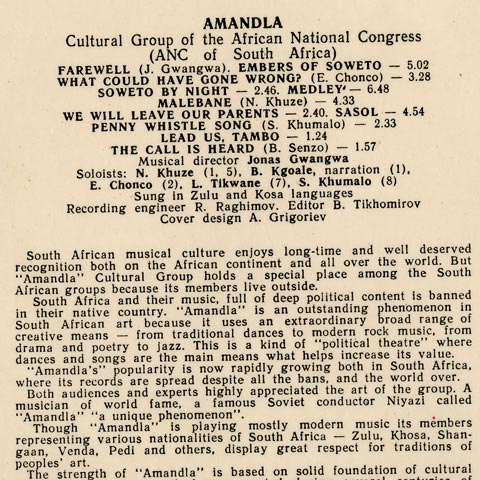 AMANDLA
Cultural Group of the African National Congress
(ANC of South Africa)
FAREWELL (J. Gwangwa). EMBERS OF SOWETO — 5.02
WHAT COULD HAVE GONE WRONG? (E. Chonco) — 3.28
SOWETO BY NIGHT — 2.46. MEDLEY — 6.48
MALEBANE (N. Khuze) — 4.33
WE WILL LEAVE OUR PARENTS — 2.40. SASOL — 4.54
PENNY WHISTLE SONG (S. Khumalo) — 2.33
LEAD US, TAMBO — 1.24
THE CALL IS HEARD (B. Senzo) — 1.57
Musical director Jonas Gwangwa
Soloists: N. Khuze (1, 5), B. Kgoale, narration (1),
E. Chonco (2), L. Tikwane (7), S. Khumalo (8)
Sung in Zulu and Kosa languages
Recording engineer R. Raghimov. Editor B. Tikhomirov
Cover design A. Grigoriev
South African musical culture enjoys long-time and well deserved
recognition both on the African continent and all over the world. But
"Amandla" Cultural Group holds a special place among the South
African groups because its members live outside.
South Africa and their music, full of deep political content is banned
in their native country. "Amandla" is an outstanding phenomenon in
South African art because it uses an extraordinary broad range of
creative means — from traditional dances to modern rock music, from
drama and poetry to jazz. This is a kind of "political theatre" where
dances and songs are the main means what helps increase its value.
"Amandla's" popularity is now rapidly growing both in South Africa,
where its records are spread despite all the bans, and the world over.
Both audiences and experts highly appreciated the art of the group. A
musician of world fame, a famous Soviet conductor Niyazi called
"Amandla" "a unique phenomenon".
Though "Amandla" is playing mostly modern music its members
representing various nationalities of South Africa — Zulu, Khosa, Shan-
gaan, Venda, Pedi and others, display great respect for traditions of
peoples' art.
The strength of "Amandla" is based on solid foundation of cultural